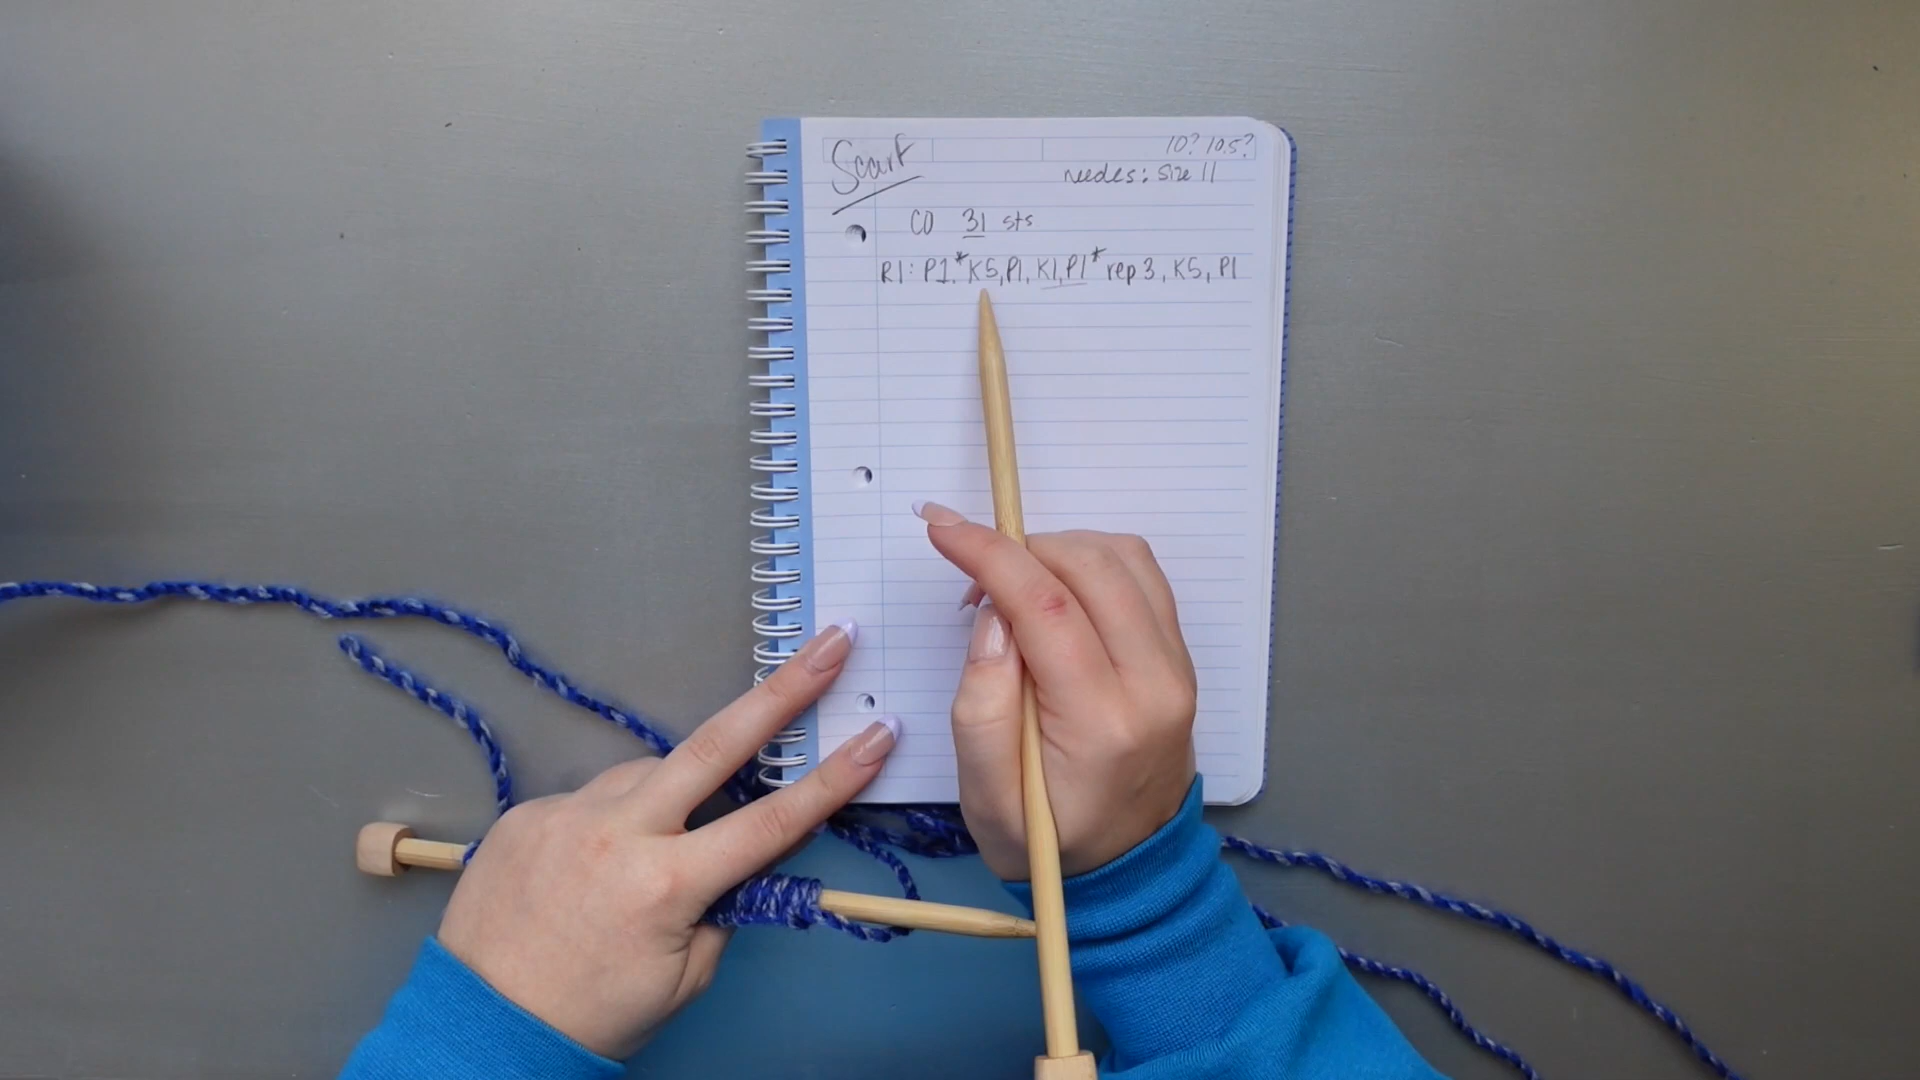 Scarf
10? 10.5?
needles: size 11
CO 31 sts
R1: P1 *K5, P1, K1, P1* rep 3, K5, P1